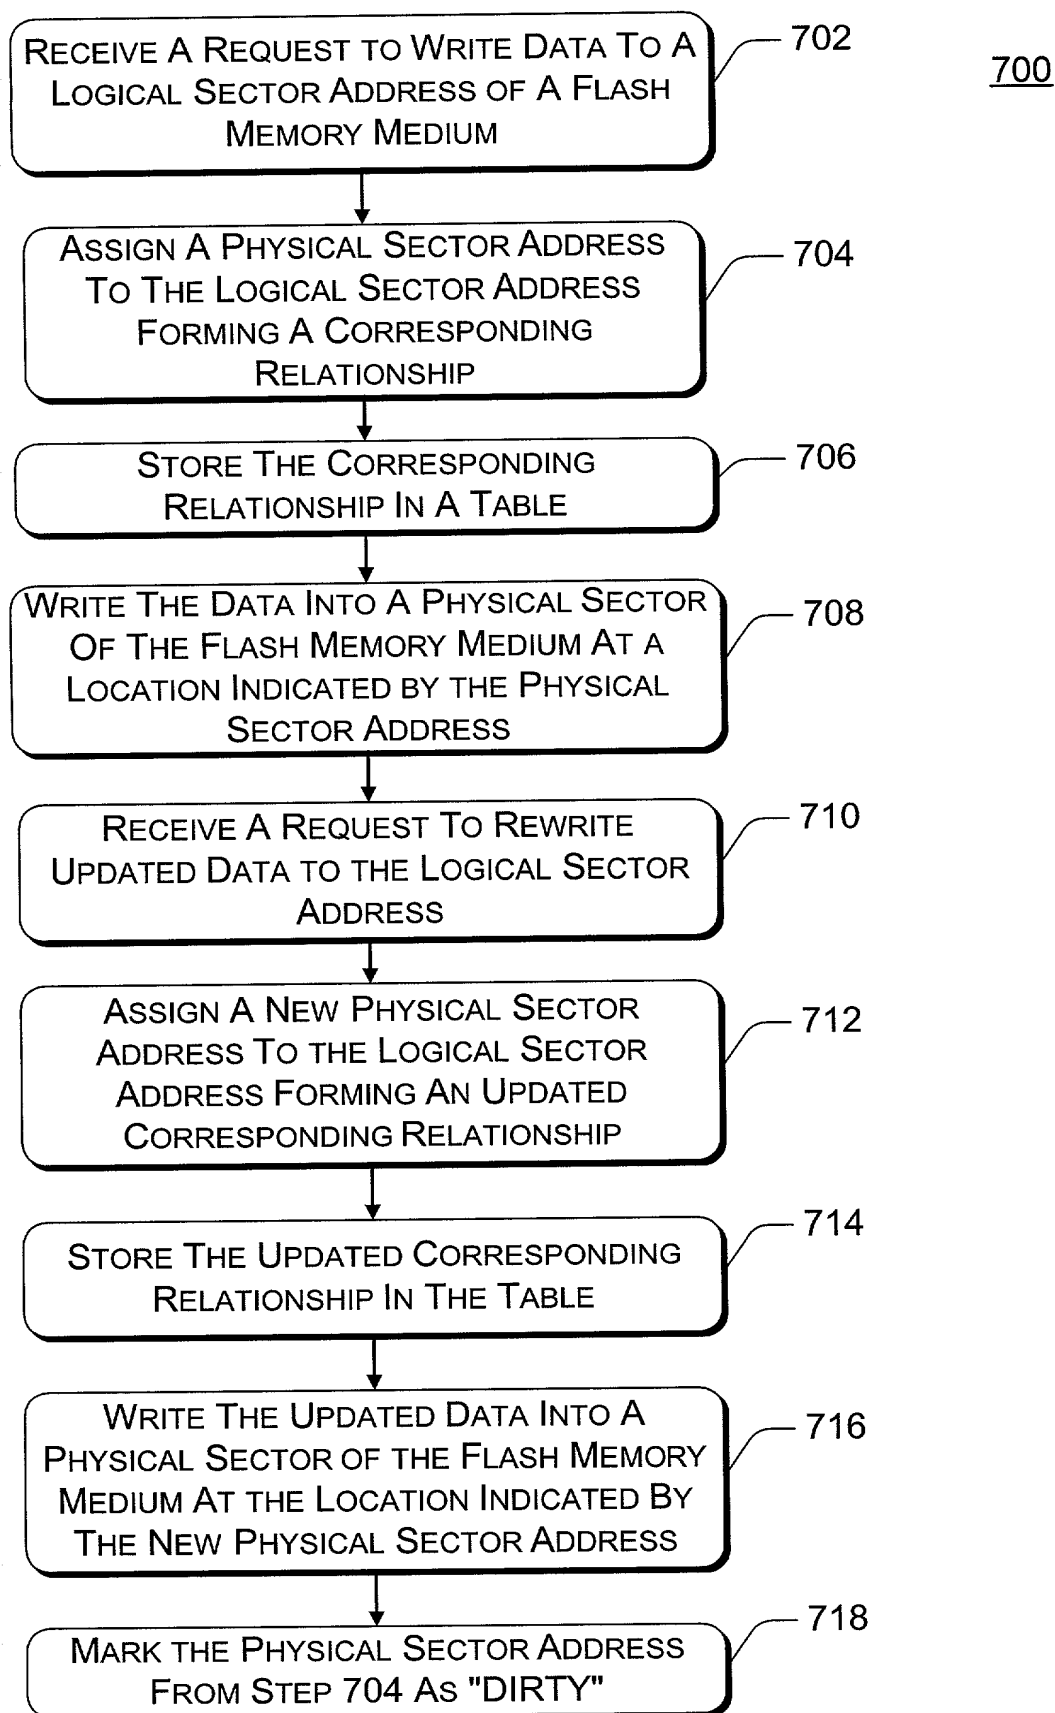 RECEIVE A REQUEST TO WRITE DATA TO A
LOGICAL SECTOR ADDRESS OF A FLASH
MEMORY MEDIUM
702
700
ASSIGN A PHYSICAL SECTOR ADDRESS
TO THE LOGICAL SECTOR ADDRESS
FORMING A CORRESPONDING
RELATIONSHIP
704
STORE THE CORRESPONDING
RELATIONSHIP IN A TABLE
706
WRITE THE DATA INTO A PHYSICAL SECTOR
OF THE FLASH MEMORY MEDIUM AT A
LOCATION INDICATED BY THE PHYSICAL
SECTOR ADDRESS
708
RECEIVE A REQUEST TO REWRITE
UPDATED DATA TO THE LOGICAL SECTOR
ADDRESS
710
ASSIGN A NEW PHYSICAL SECTOR
ADDRESS TO THE LOGICAL SECTOR
ADDRESS FORMING AN UPDATED
CORRESPONDING RELATIONSHIP
712
STORE THE UPDATED CORRESPONDING
RELATIONSHIP IN THE TABLE
714
WRITE THE UPDATED DATA INTO A
PHYSICAL SECTOR OF THE FLASH MEMORY
MEDIUM AT THE LOCATION INDICATED BY
THE NEW PHYSICAL SECTOR ADDRESS
716
MARK THE PHYSICAL SECTOR ADDRESS
FROM STEP 704 AS "DIRTY"
718